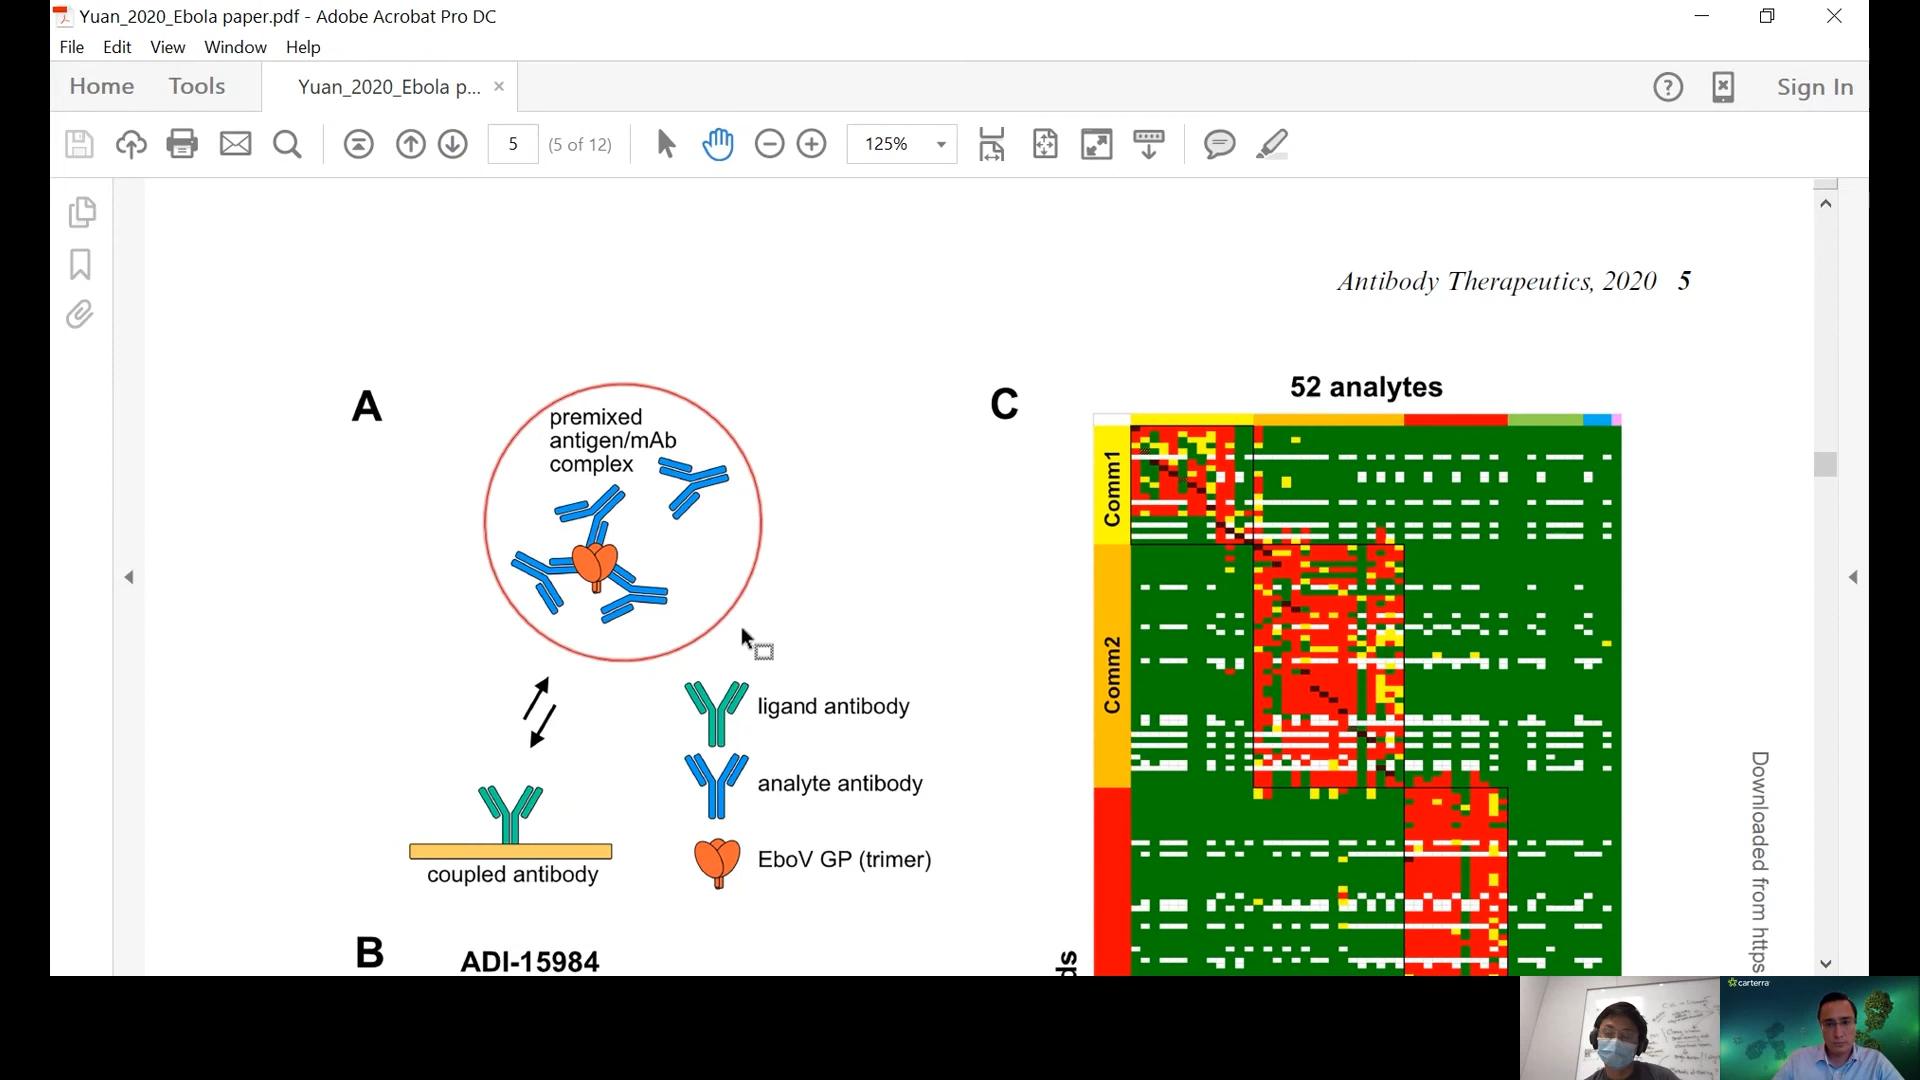 Yuan_2020_Ebola paper.pdf - Adobe Acrobat Pro DC
File Edit View Window Help
Home Tools Yuan_2020_Ebola p... × ? Sign In
5 (5 of 12) 125%
Antibody Therapeutics, 2020 5
A
premixed
antigen/mAb
complex
ligand antibody
analyte antibody
EboV GP (trimer)
coupled antibody
B ADI-15984
C
52 analytes
Comm1
Comm2
ds
Downloaded from https
carterra